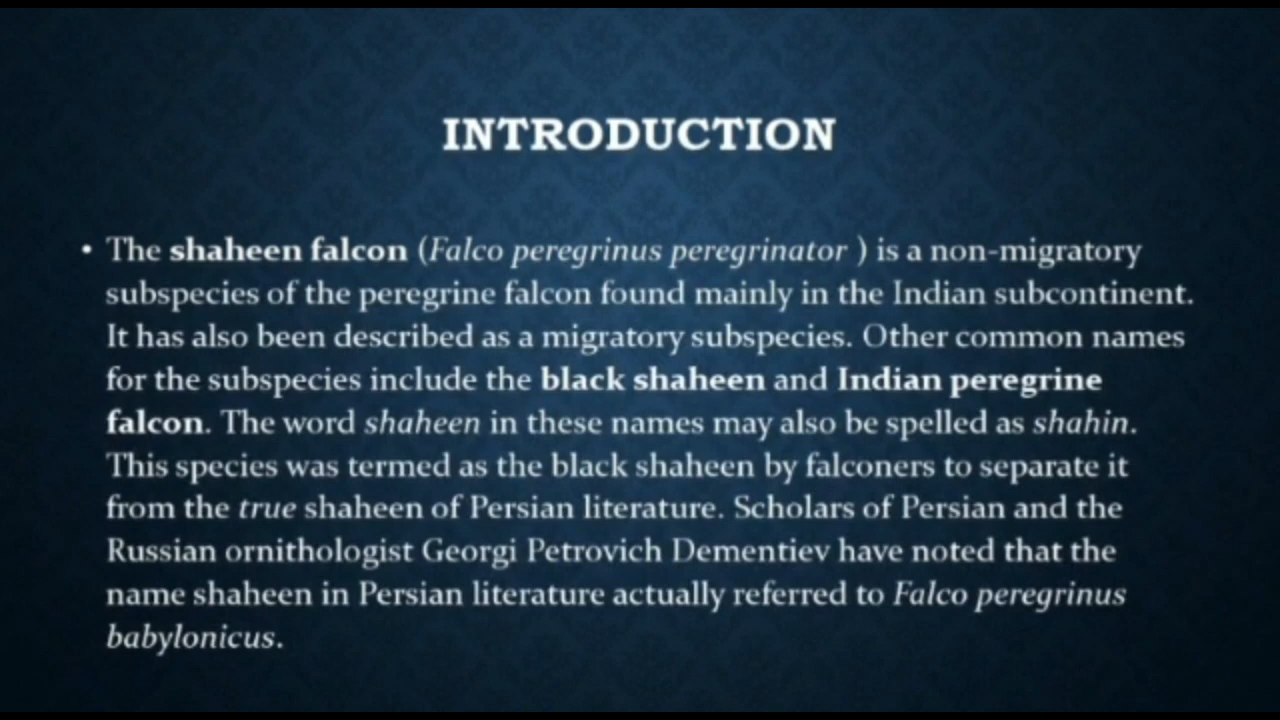 INTRODUCTION
• The shaheen falcon (Falco peregrinus peregrinator ) is a non-migratory
subspecies of the peregrine falcon found mainly in the Indian subcontinent.
It has also been described as a migratory subspecies. Other common names
for the subspecies include the black shaheen and Indian peregrine
falcon. The word shaheen in these names may also be spelled as shahin.
This species was termed as the black shaheen by falconers to separate it
from the true shaheen of Persian literature. Scholars of Persian and the
Russian ornithologist Georgi Petrovich Dementiev have noted that the
name shaheen in Persian literature actually referred to Falco peregrinus
babylonicus.